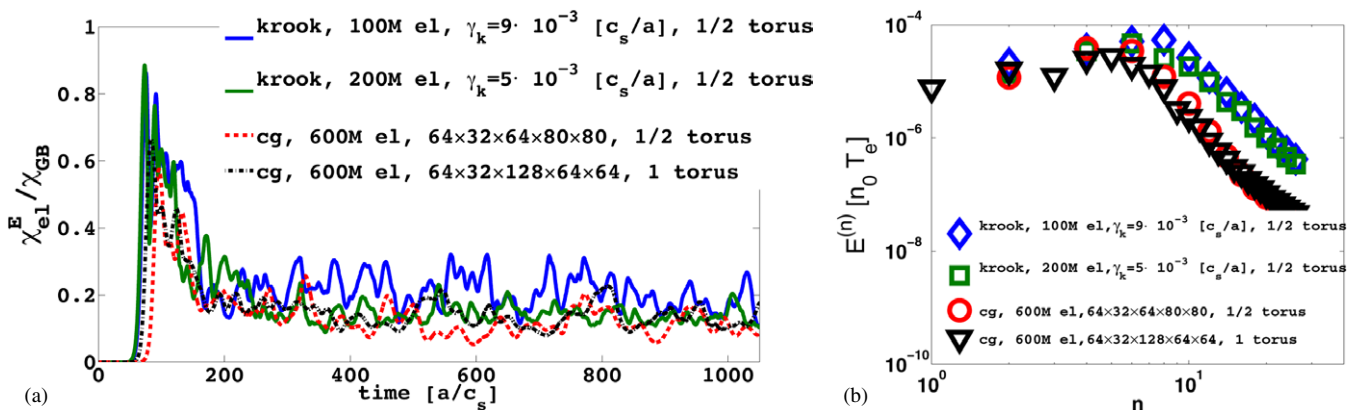 krook, 100M el, γk=9· 10−3 [cs/a], 1/2 torus
krook, 200M el, γk=5· 10−3 [cs/a], 1/2 torus
cg, 600M el, 64×32×64×80×80, 1/2 torus
cg, 600M el, 64×32×128×64×64, 1 torus
χelE/χGB
1
0.8
0.6
0.4
0.2
0
0
200
400
600
800
1000
time [a/cs]
(a)
E(n) [n0 Te]
10−4
10−6
10−8
10−10
krook, 100M el,γk=9· 10−3 [cs/a], 1/2 torus
krook, 200M el,γk=5· 10−3 [cs/a], 1/2 torus
cg, 600M el,64×32×64×80×80, 1/2 torus
cg, 600M el,64×32×128×64×64, 1 torus
100
101
n
(b)